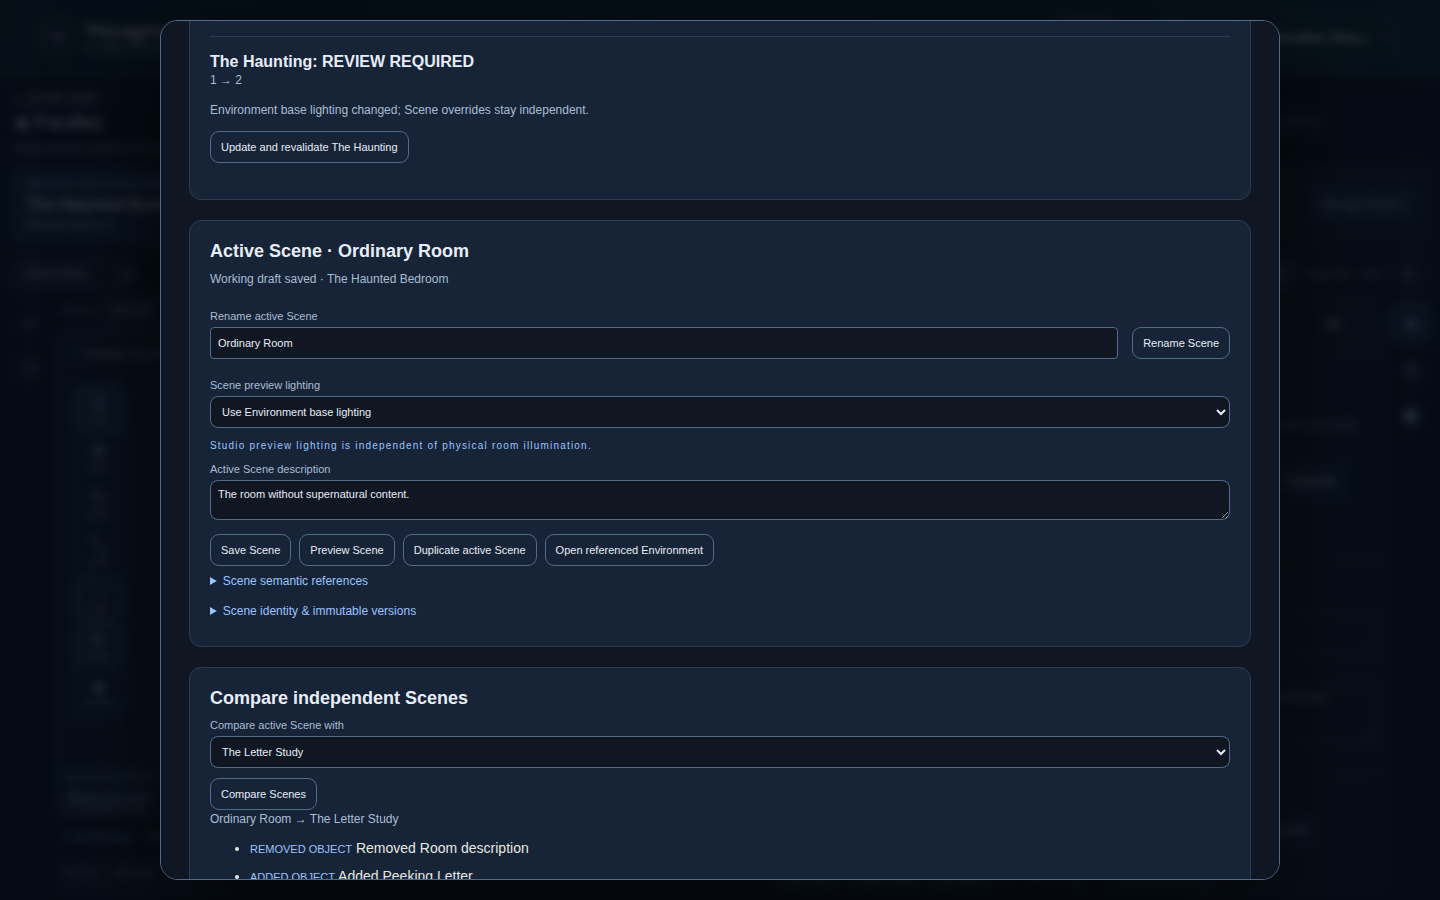 The Haunting: REVIEW REQUIRED
1 → 2
Environment base lighting changed; Scene overrides stay independent.
Update and revalidate The Haunting
Active Scene · Ordinary Room
Working draft saved · The Haunted Bedroom
Rename active Scene
Ordinary Room
Rename Scene
Scene preview lighting
Use Environment base lighting
Studio preview lighting is independent of physical room illumination.
Active Scene description
The room without supernatural content.
Save Scene Preview Scene Duplicate active Scene Open referenced Environment
Scene semantic references
Scene identity & immutable versions
Compare independent Scenes
Compare active Scene with
The Letter Study
Compare Scenes
Ordinary Room → The Letter Study
REMOVED OBJECT Removed Room description
ADDED OBJECT Added Peeking Letter